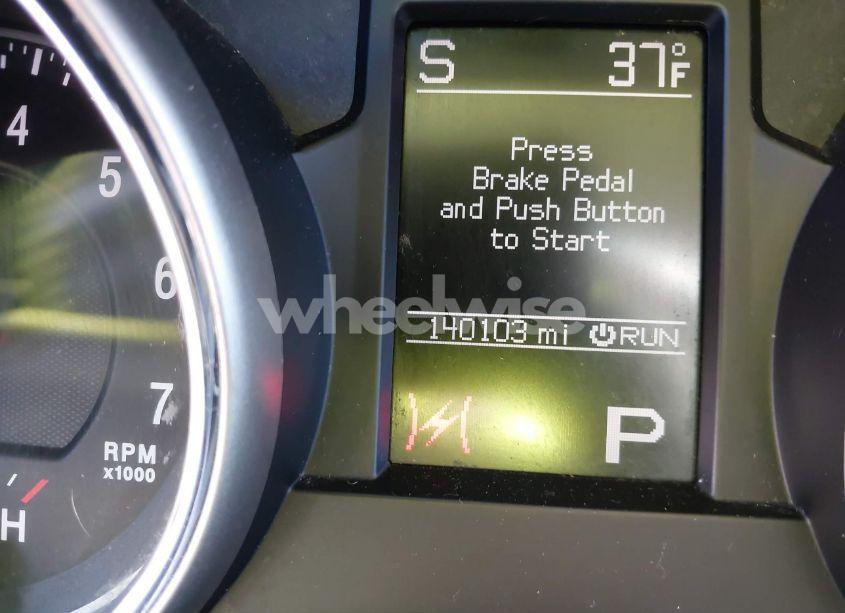 S 37°F
Press
Brake Pedal
and Push Button
to Start
wheelwise
140103 mi RUN
P
4
5
6
7
RPM
x1000
H